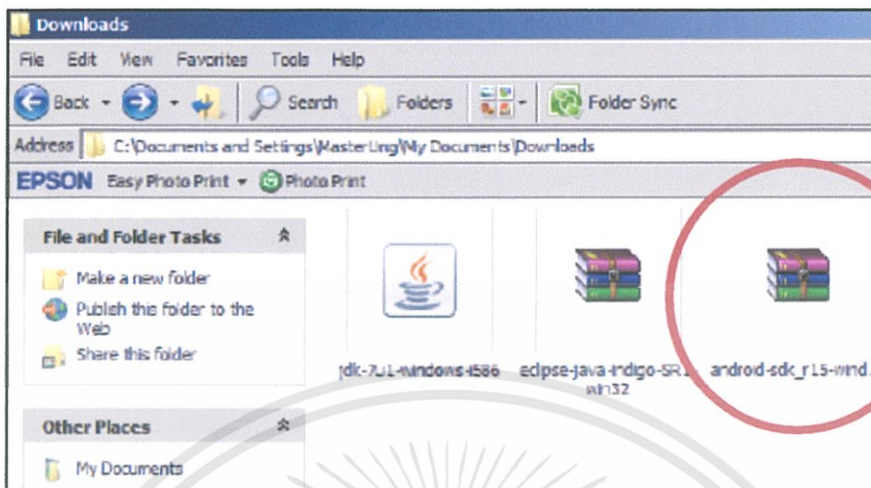 Downloads
File Edit View Favorites Tools Help
Back Search Folders Folder Sync
Address C:\Documents and Settings\MasterLing\My Documents\Downloads
EPSON Easy Photo Print Photo Print
File and Folder Tasks
Make a new folder
Publish this folder to the
Web
Share this folder
jdk-7u1-windows-i586 eclipse-java-indigo-SR1- android-sdk_r15-wind
win32
Other Places
My Documents